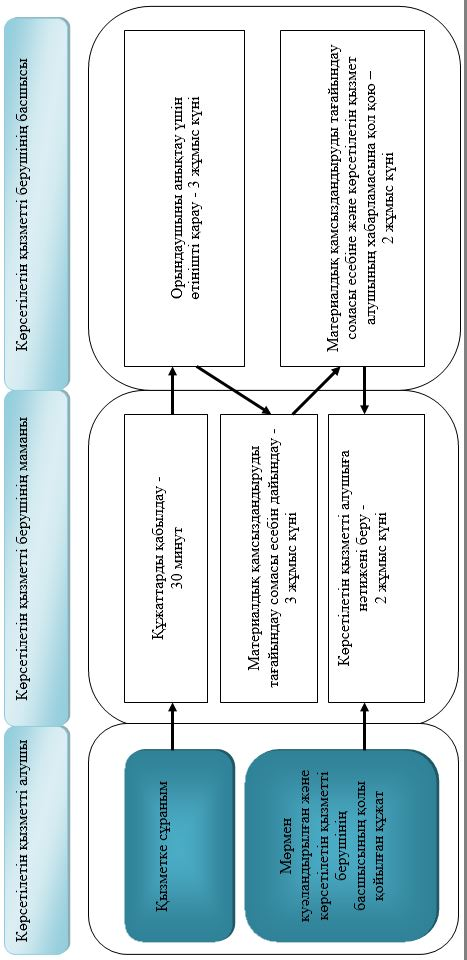 Көрсетілетін қызметті алушы
Көрсетілетін қызметті берушінің маманы
Көрсетілетін қызметті берушінің басшысы
Қызметке сұраным
Құжаттарды қабылдау -
30 минут
Орындаушыны анықтау үшін
өтінішті қарау - 3 жұмыс күні
Материалдық қамсыздандыруды
тағайындау сомасы есебін дайындау -
3 жұмыс күні
Материалдық қамсыздандыруды тағайындау
сомасы есебіне және көрсетілетін қызмет
алушының хабарламасына қол қою –
2 жұмыс күні
Көрсетілетін қызметті алушыға
нәтижені беру -
2 жұмыс күні
Мөрмен
куәландырылған және
көрсетілетін қызметті
берушінің
басшысының қолы
қойылған құжат